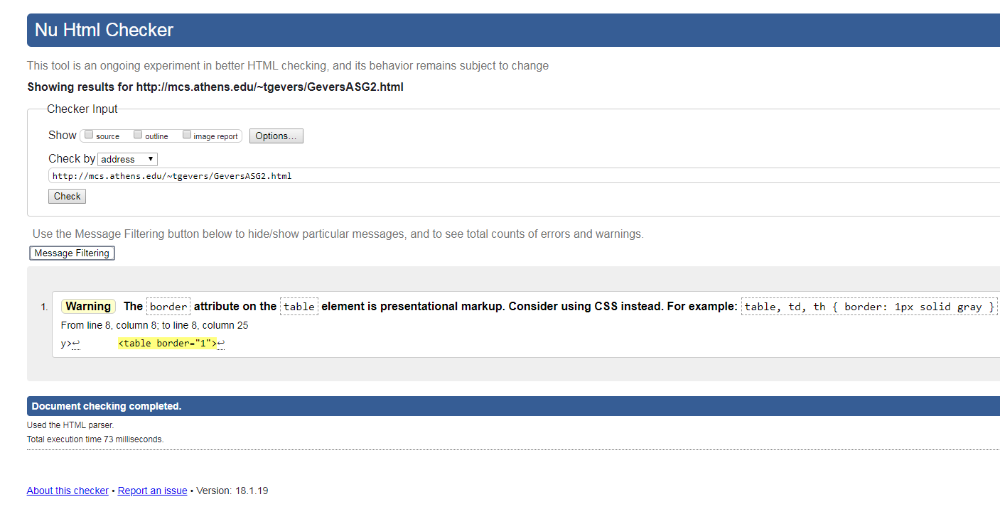 Nu Html Checker
This tool is an ongoing experiment in better HTML checking, and its behavior remains subject to change
Showing results for http://mcs.athens.edu/~tgevers/GeversASG2.html
Checker Input
Show source outline image report Options...
Check by address ▼
http://mcs.athens.edu/~tgevers/GeversASG2.html
Check
Use the Message Filtering button below to hide/show particular messages, and to see total counts of errors and warnings.
Message Filtering
1. Warning The border attribute on the table element is presentational markup. Consider using CSS instead. For example: table, td, th { border: 1px solid gray }
From line 8, column 8; to line 8, column 25
y>↩ <table border="1">↩
Document checking completed.
Used the HTML parser.
Total execution time 73 milliseconds.
About this checker • Report an issue • Version: 18.1.19